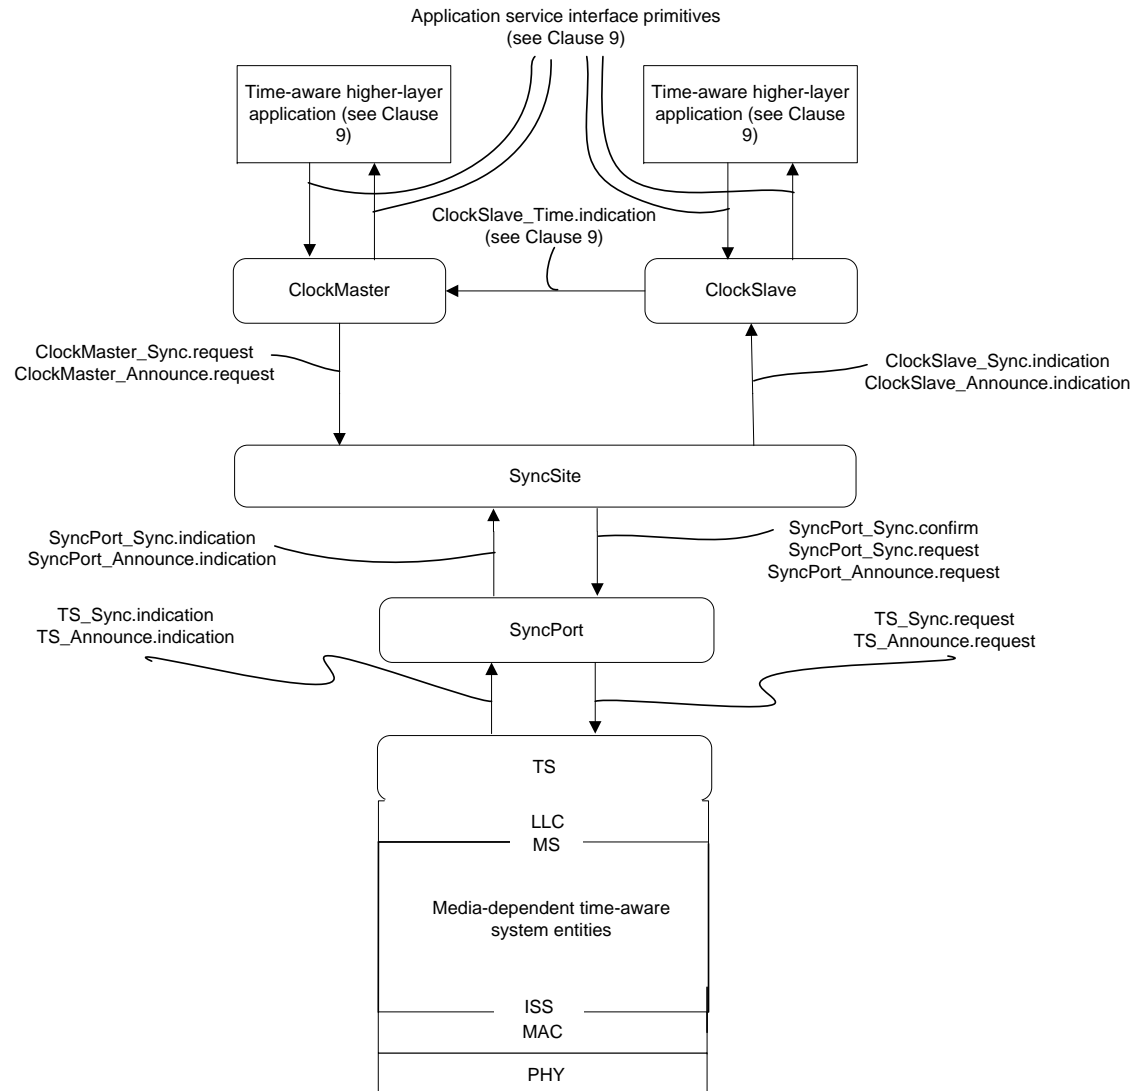 Application service interface primitives
(see Clause 9)
Time-aware higher-layer
application (see Clause
9)
Time-aware higher-layer
application (see Clause
9)
ClockSlave_Time.indication
(see Clause 9)
ClockMaster
ClockSlave
ClockMaster_Sync.request
ClockMaster_Announce.request
ClockSlave_Sync.indication
ClockSlave_Announce.indication
SyncSite
SyncPort_Sync.indication
SyncPort_Announce.indication
SyncPort_Sync.confirm
SyncPort_Sync.request
SyncPort_Announce.request
TS_Sync.indication
TS_Announce.indication
SyncPort
TS_Sync.request
TS_Announce.request
TS
LLC
MS
Media-dependent time-aware
system entities
ISS
MAC
PHY